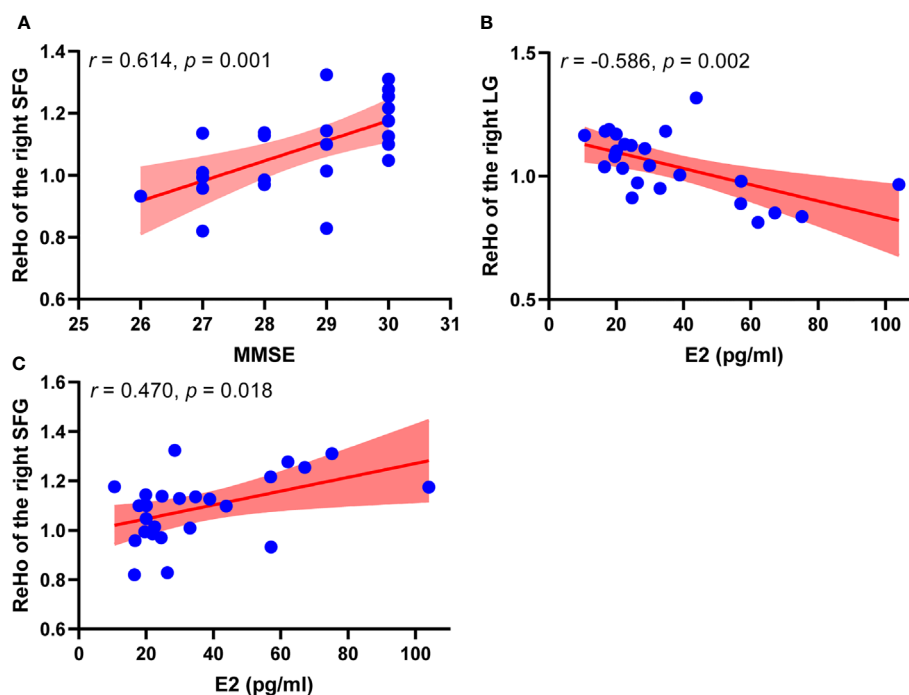 A
r = 0.614, p = 0.001
1.4
1.2
1.0
0.8
0.6
ReHo of the right SFG
25 26 27 28 29 30 31
MMSE
B
r = -0.586, p = 0.002
1.5
1.0
0.5
ReHo of the right LG
0 20 40 60 80 100
E2 (pg/ml)
C
r = 0.470, p = 0.018
1.6
1.4
1.2
1.0
0.8
0.6
ReHo of the right SFG
0 20 40 60 80 100
E2 (pg/ml)